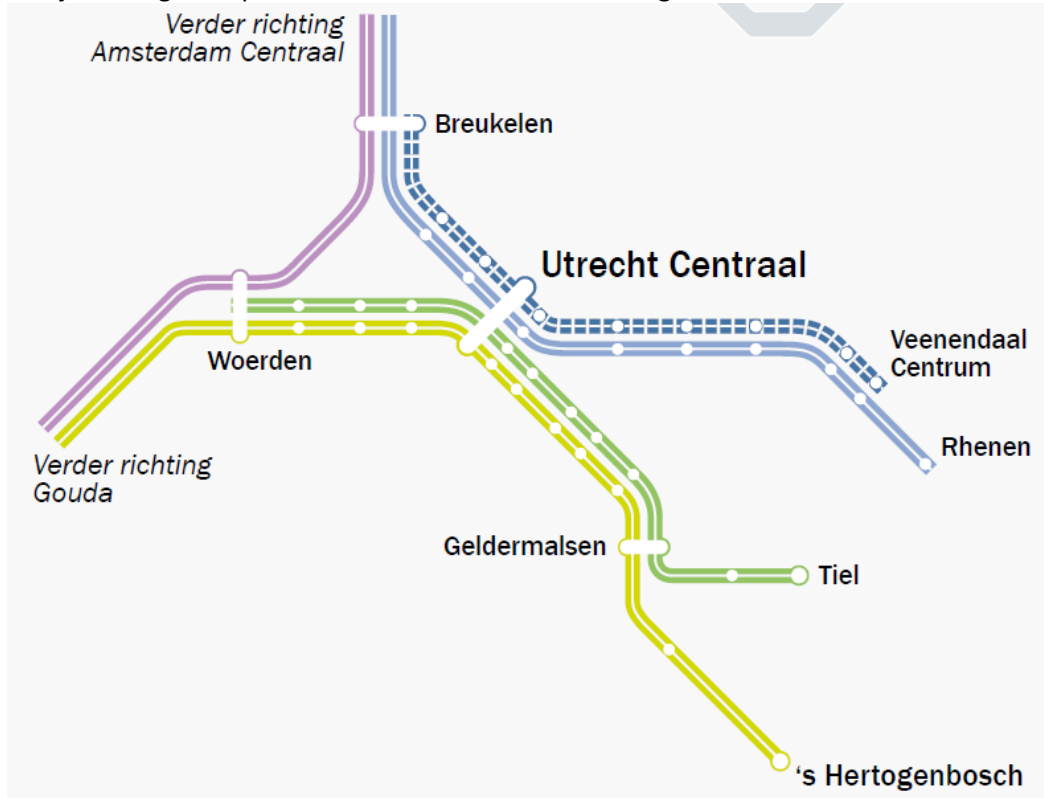 Verder richting
Amsterdam Centraal
Breukelen
Utrecht Centraal
Woerden
Veenendaal
Centrum
Rhenen
Verder richting
Gouda
Geldermalsen
Tiel
‘s Hertogenbosch